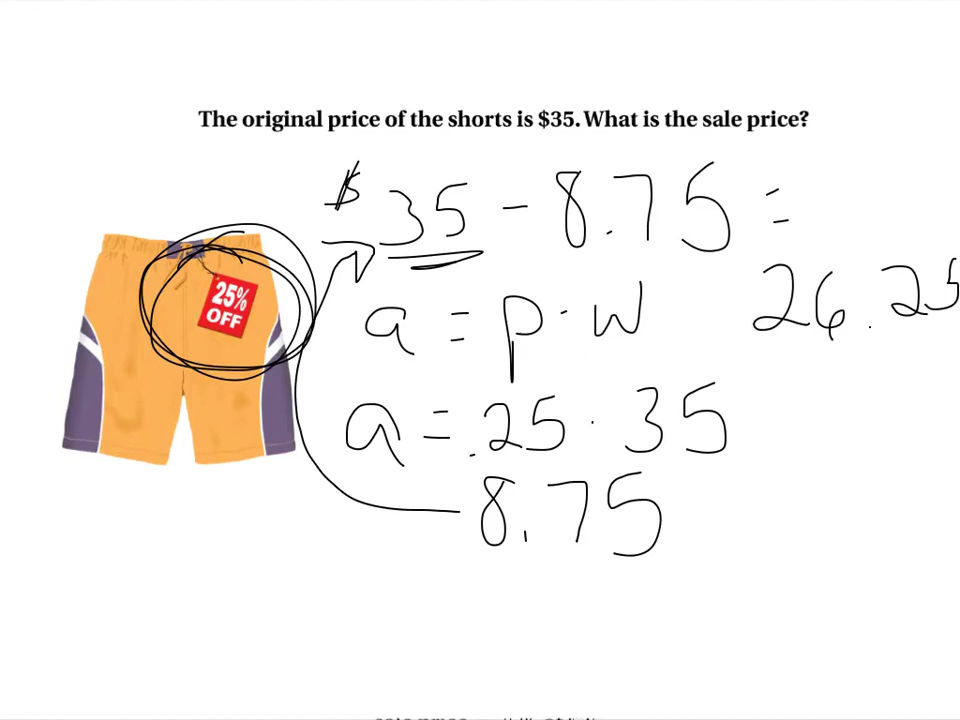 The original price of the shorts is $35. What is the sale price?
$35 - 8.75 =
26.25
25%
OFF
a = p · w
a = .25 · 35
8.75